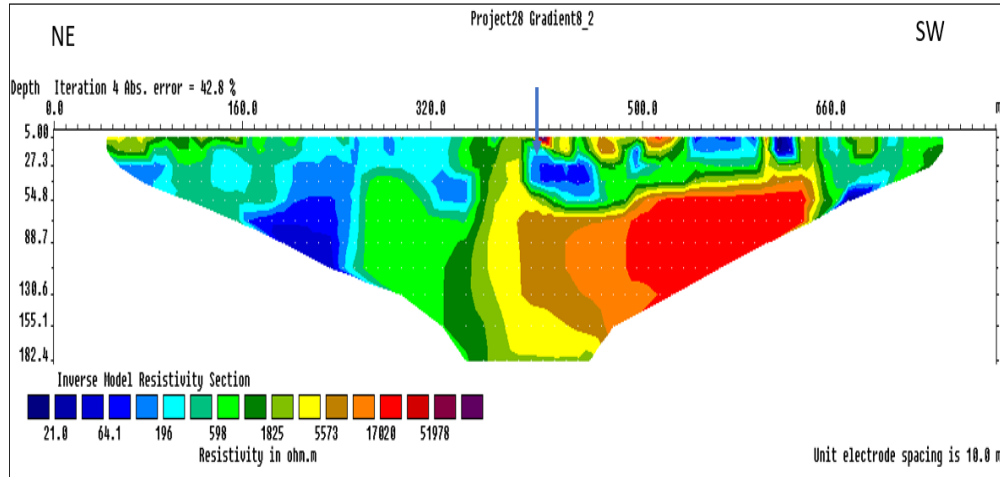 Project28 Gradient8_2
NE
SW
Depth Iteration 4 Abs. error = 42.8 %
0.0 160.0 320.0 500.0 660.0 m
5.00
27.3
54.8
88.7
130.6
155.1
182.4
Inverse Model Resistivity Section
21.0 64.1 196 598 1825 5573 17020 51978
Resistivity in ohm.m
Unit electrode spacing is 10.0 m